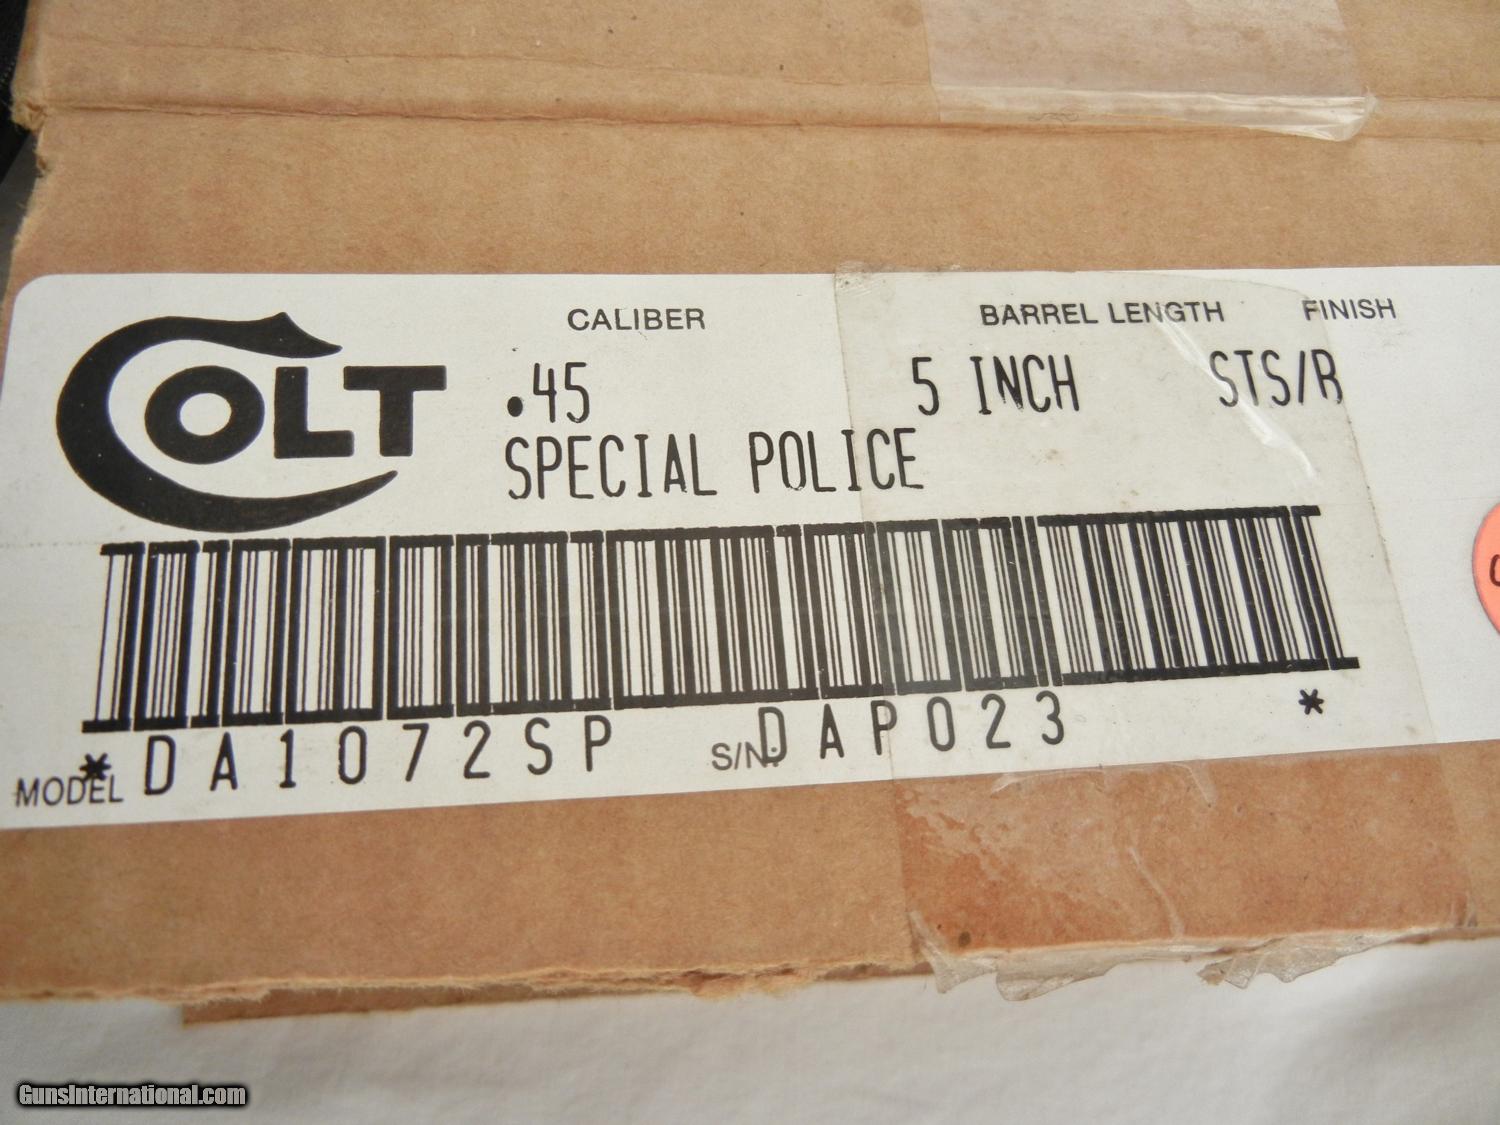 COLT
CALIBER BARREL LENGTH FINISH
.45 5 INCH STS/B
SPECIAL POLICE
MODEL *DA1072SP S/N: DAP023 *
GunsInternational.com